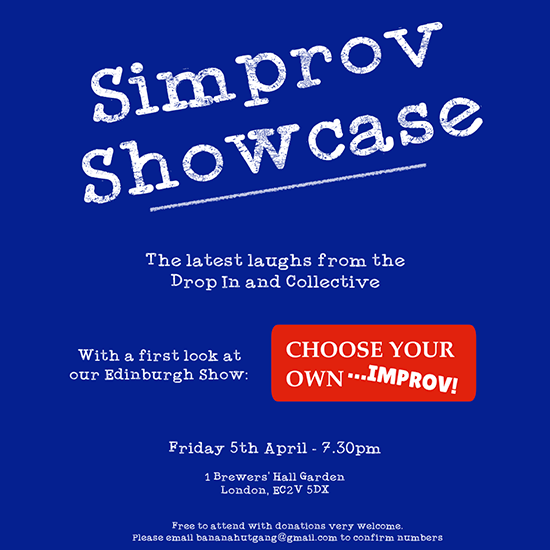 Simprov
Showcase
The latest laughs from the
Drop In and Collective
With a first look at
our Edinburgh Show:
CHOOSE YOUR
OWN ...IMPROV!
Friday 5th April - 7.30pm
1 Brewers' Hall Garden
London, EC2V 5DX
Free to attend with donations very welcome.
Please email bananahutgang@gmail.com to confirm numbers